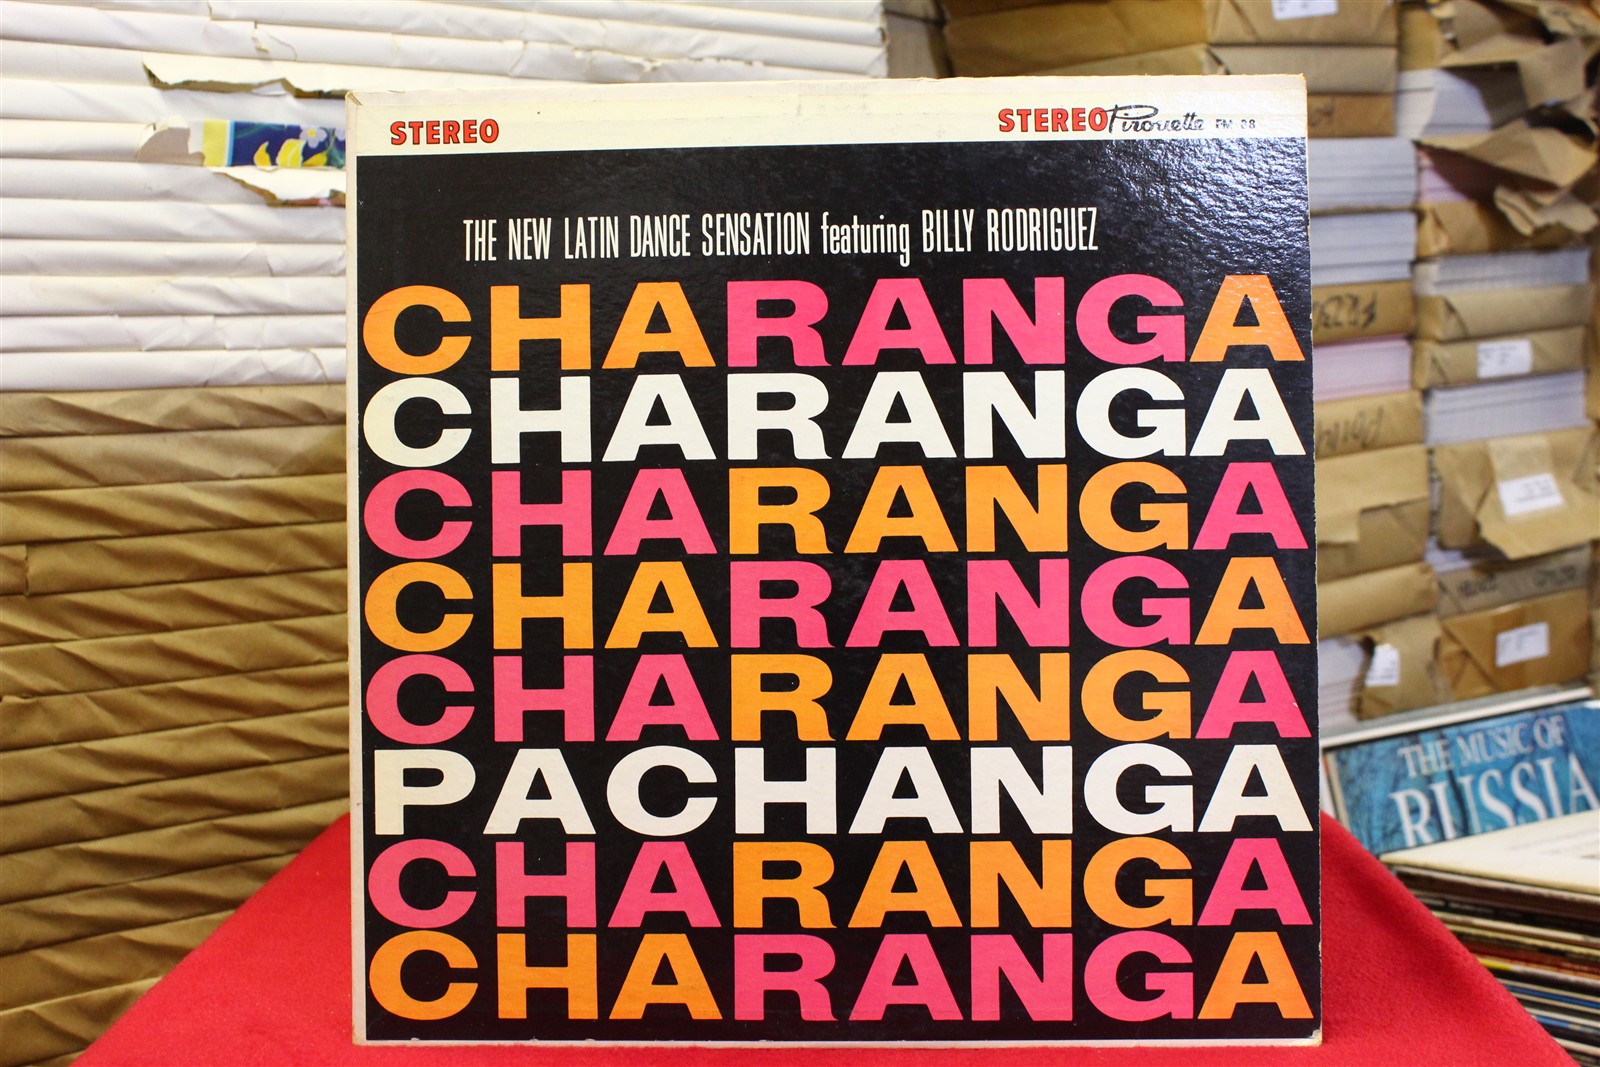 STEREO
STEREO Pirouette FM 88
THE NEW LATIN DANCE SENSATION featuring BILLY RODRIGUEZ
CHARANGA
CHARANGA
CHARANGA
CHARANGA
CHARANGA
PACHANGA
CHARANGA
CHARANGA
THE MUSIC OF
RUSSIA